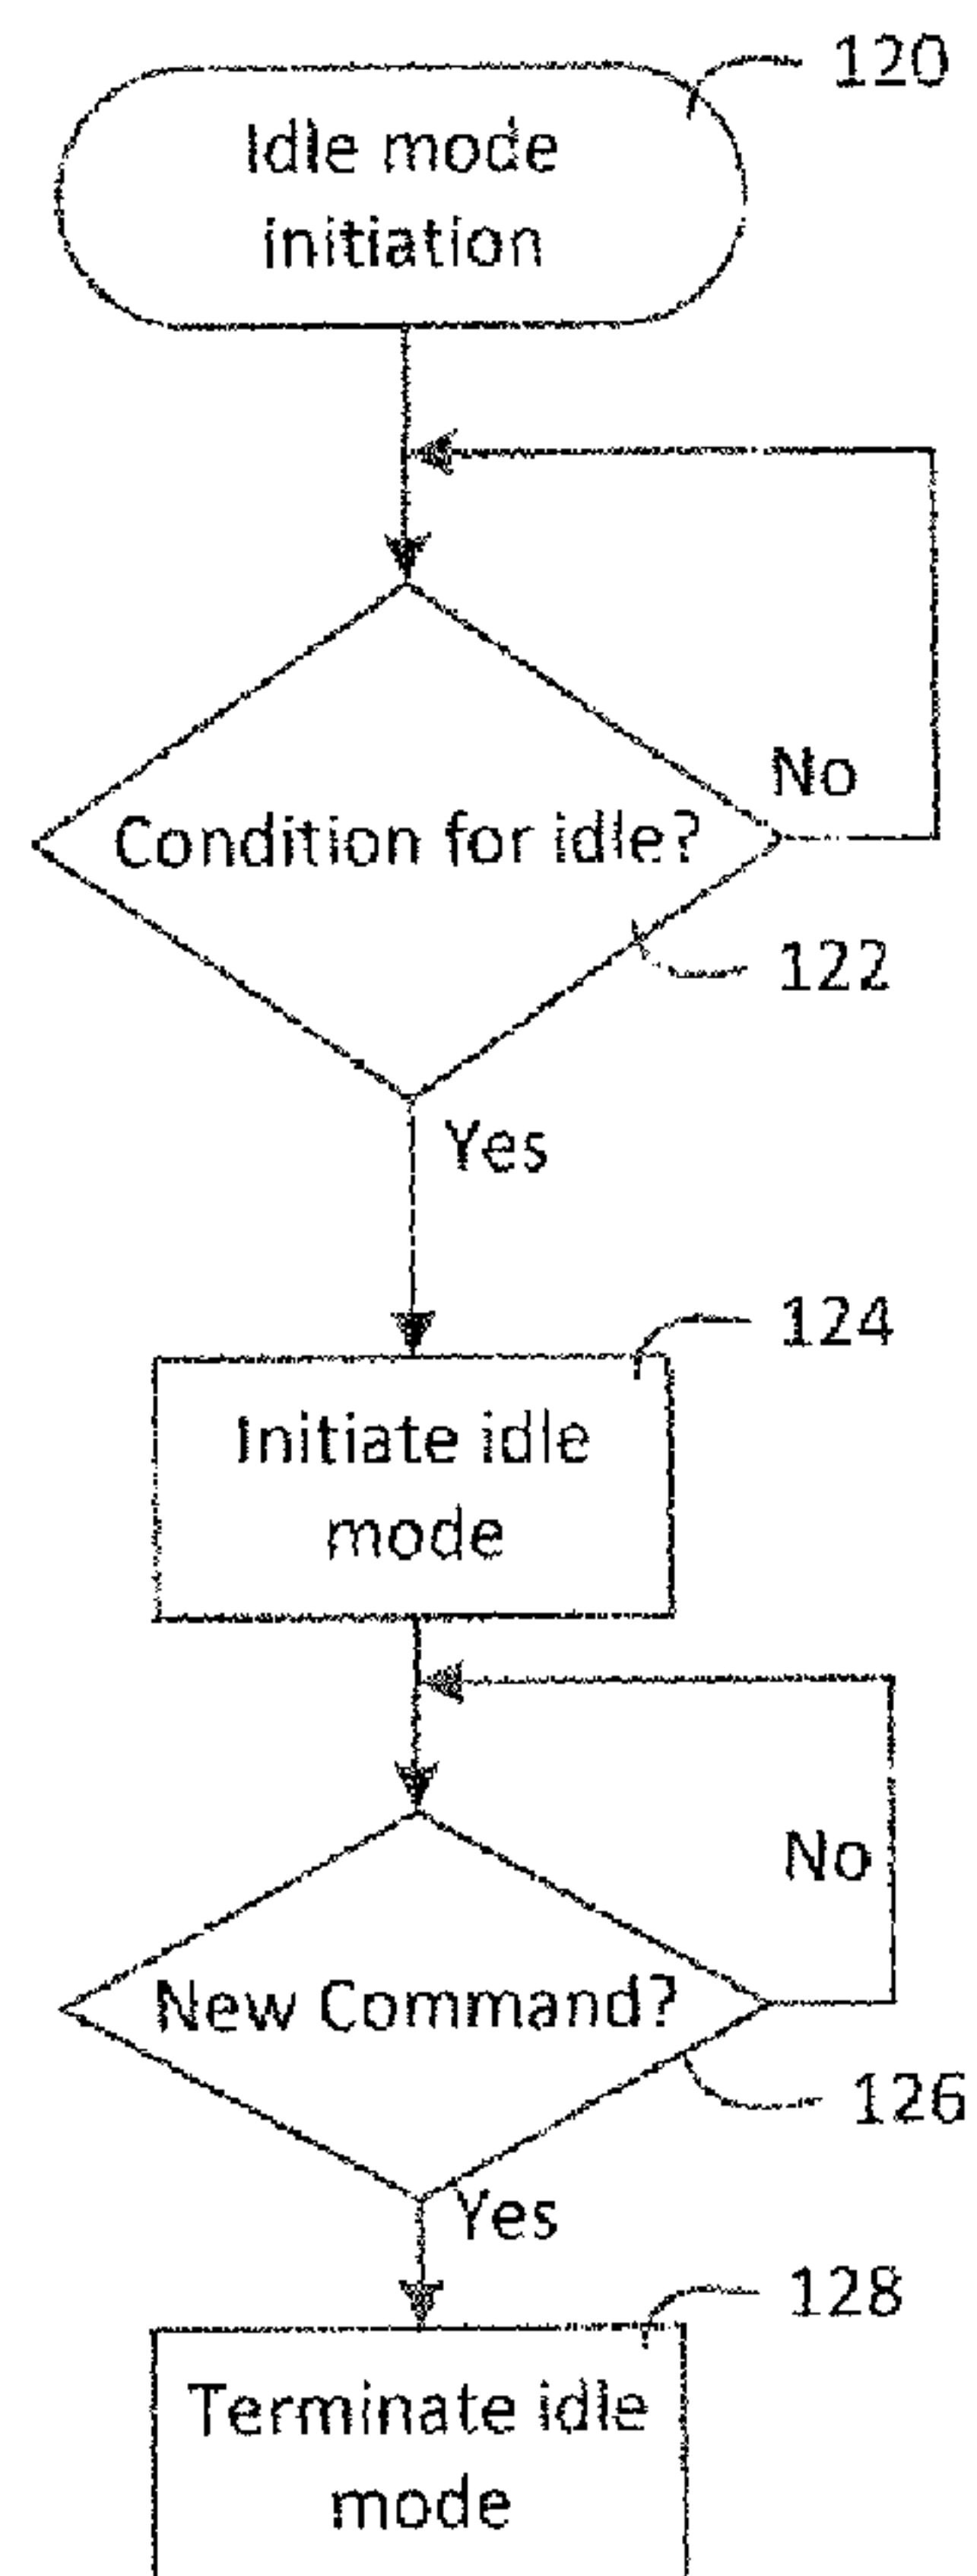 120
Idle mode
initiation
No
Condition for idle?
122
Yes
124
Initiate idle
mode
No
New Command?
126
Yes
128
Terminate idle
mode